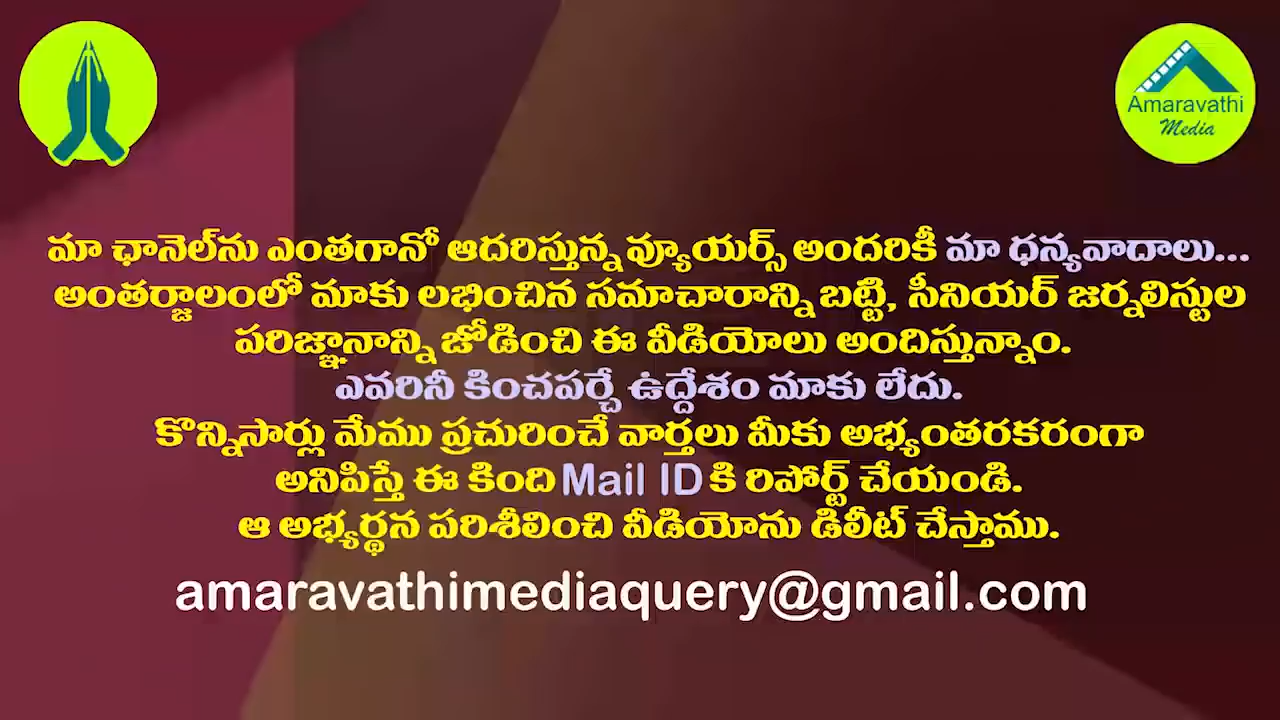 Amaravathi
Media
మా ఛానెల్‌ను ఎంతగానో ఆదరిస్తున్న వ్యూయర్స్ అందరికీ మా ధన్యవాదాలు...
అంతర్జాలంలో మాకు లభించిన సమాచారాన్ని బట్టి, సీనియర్ జర్నలిస్టుల
పరిజ్ఞానాన్ని జోడించి ఈ వీడియోలు అందిస్తున్నాం.
ఎవరినీ కించపర్చే ఉద్దేశం మాకు లేదు.
కొన్నిసార్లు మేము ప్రచురించే వార్తలు మీకు అభ్యంతరకరంగా
అనిపిస్తే ఈ కింది Mail ID కి రిపోర్ట్ చేయండి.
ఆ అభ్యర్థన పరిశీలించి వీడియోను డిలీట్ చేస్తాము.
amaravathimediaquery@gmail.com